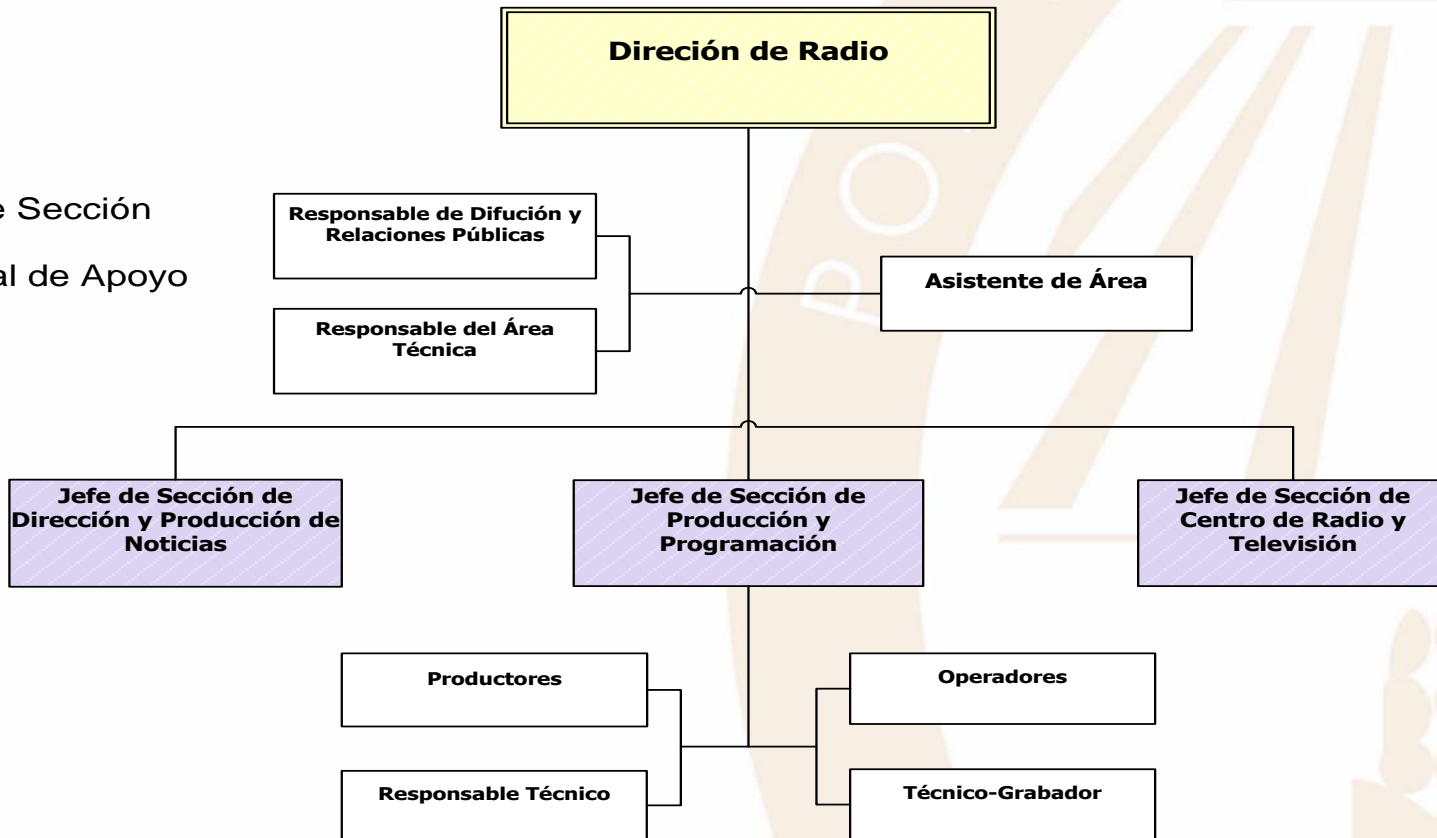 Direción de Radio
e Sección
al de Apoyo
Responsable de Difución y
Relaciones Públicas
Asistente de Área
Responsable del Área
Técnica
Jefe de Sección de
Dirección y Producción de
Noticias
Jefe de Sección de
Producción y
Programación
Jefe de Sección de
Centro de Radio y
Televisión
Productores
Operadores
Responsable Técnico
Técnico-Grabador
P O